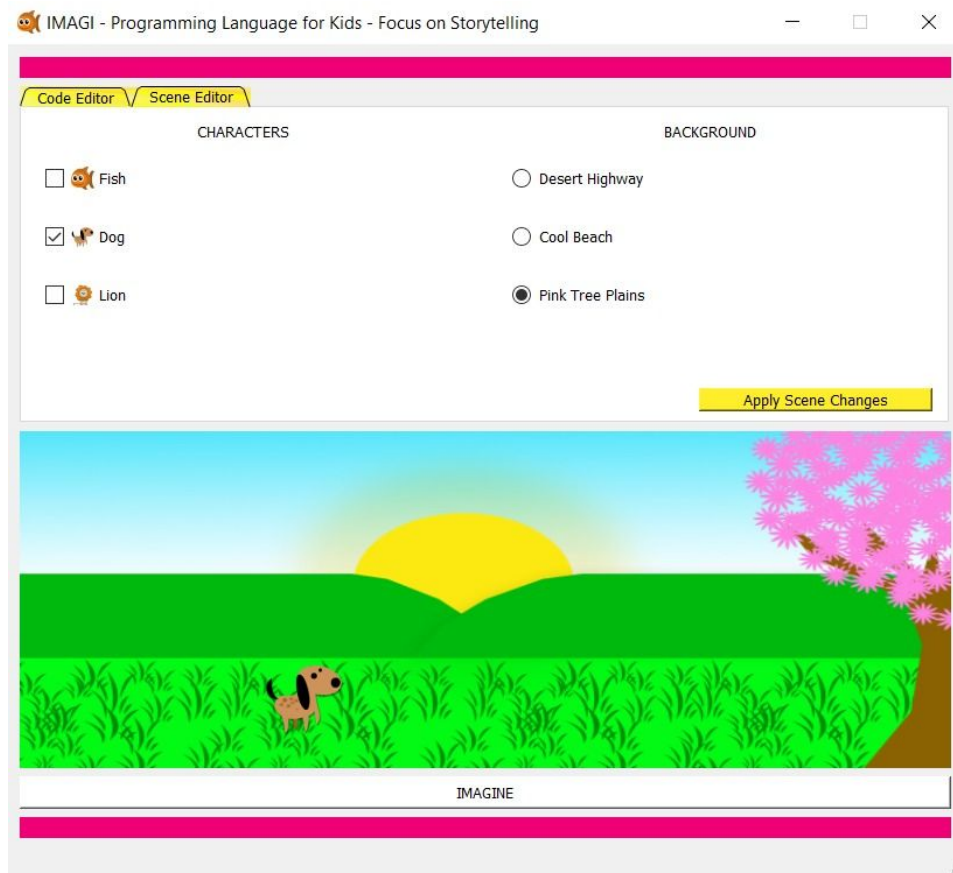 IMAGI - Programming Language for Kids - Focus on Storytelling
Code Editor
Scene Editor
CHARACTERS
BACKGROUND
Fish
Desert Highway
Dog
Cool Beach
Lion
Pink Tree Plains
Apply Scene Changes
IMAGINE